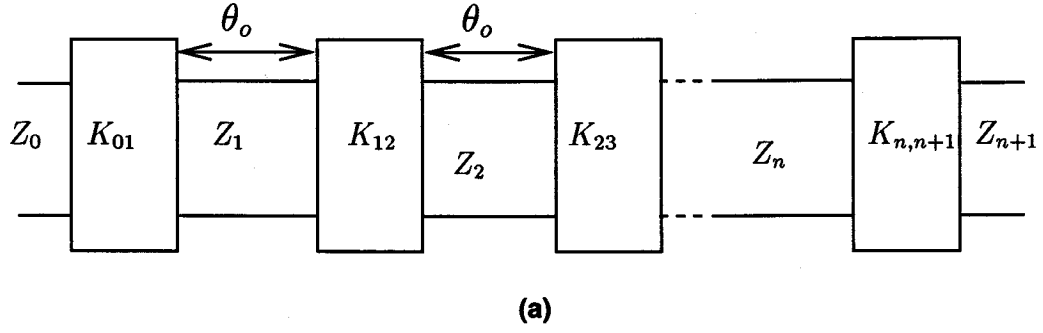 θₒ θₒ
Z₀ K₀₁ Z₁ K₁₂ Z₂ K₂₃ Zₙ Kₙ,ₙ₊₁ Zₙ₊₁
(a)